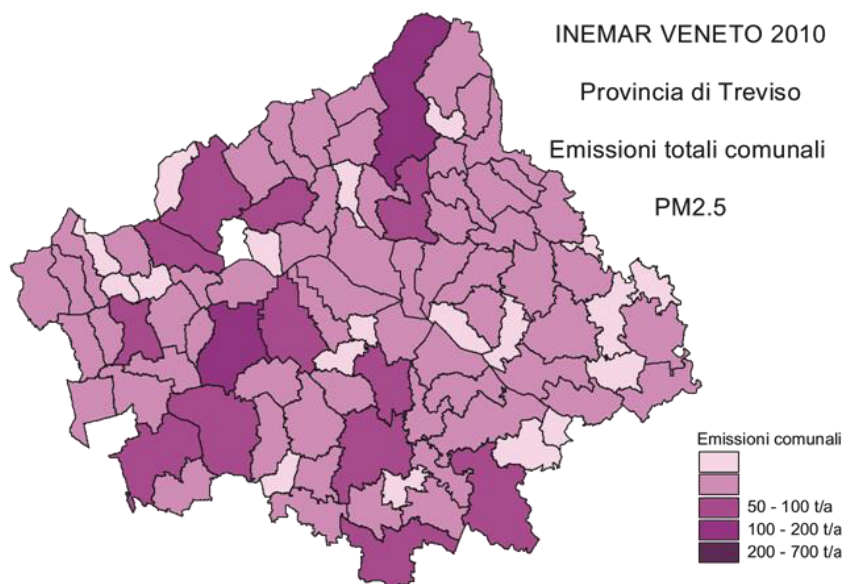 INEMAR VENETO 2010
Provincia di Treviso
Emissioni totali comunali
PM2.5
Emissioni comunali
50 - 100 t/a
100 - 200 t/a
200 - 700 t/a